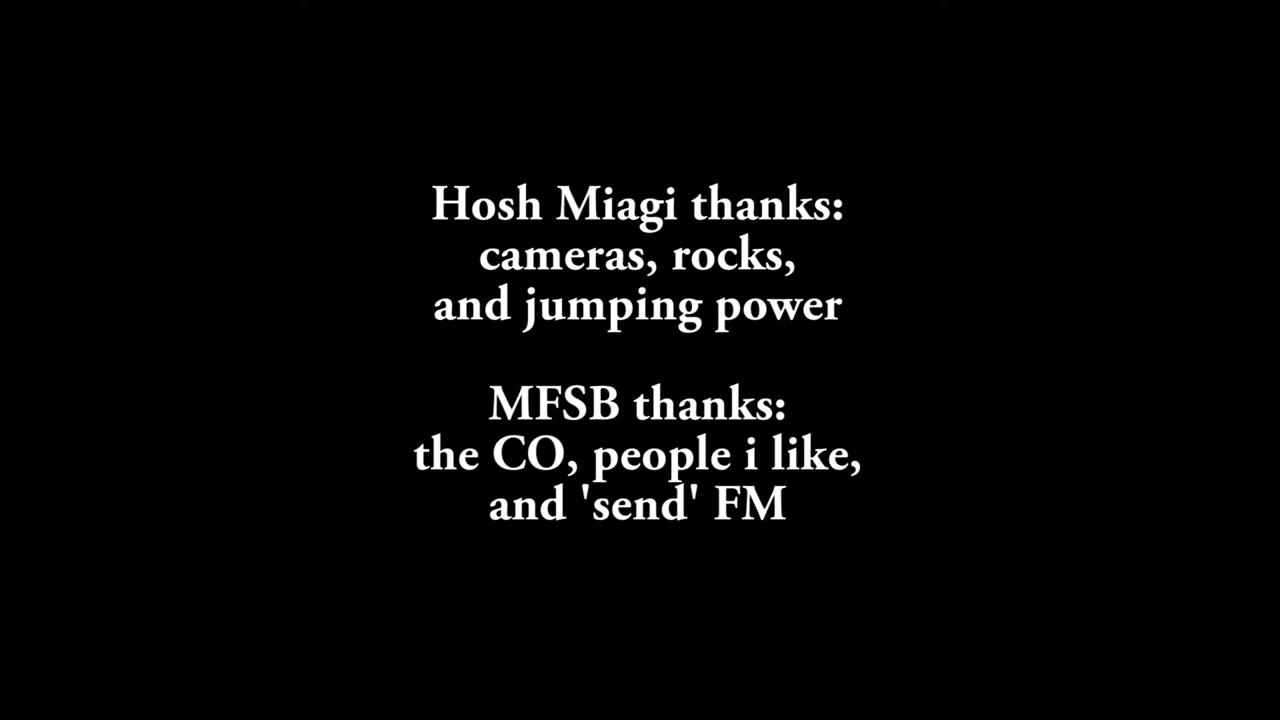 Hosh Miagi thanks:
cameras, rocks,
and jumping power
MFSB thanks:
the CO, people i like,
and 'send' FM